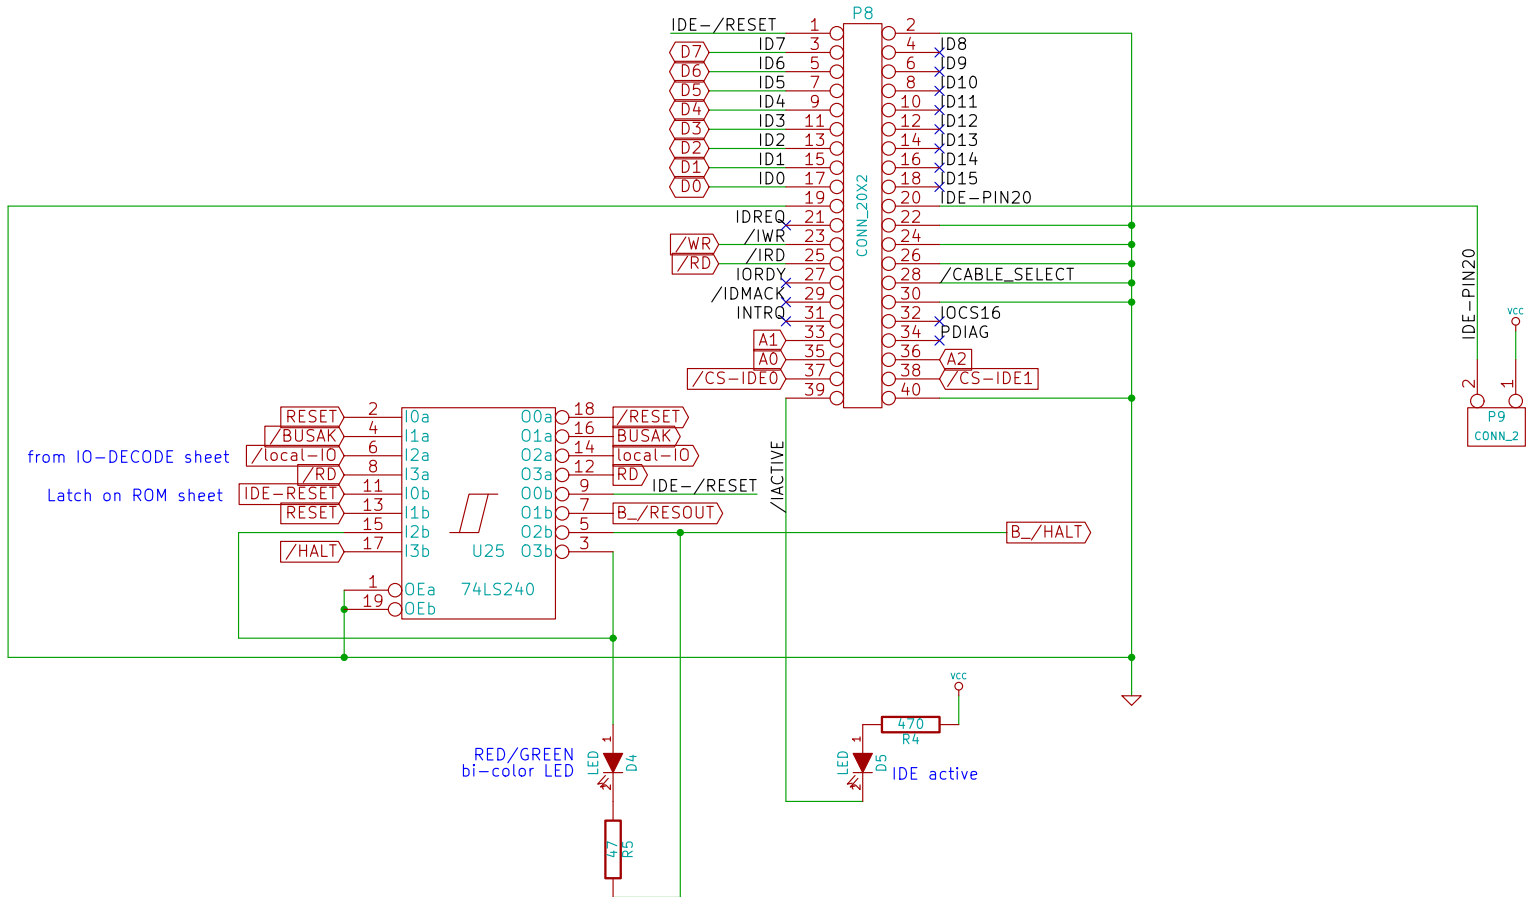 P8
IDE-/RESET 1 2
ID7 3 4 ID8
D7
ID6 5 6 ID9
D6
ID5 7 8 ID10
D5
ID4 9 10 ID11
D4
ID3 11 12 ID12
D3
ID2 13 14 ID13
D2
ID1 15 16 ID14
D1
ID0 17 18 ID15
D0
CONN_20X2
19 20 IDE-PIN20
IDREQ 21 22
/WR /IWR 23 24
/RD /IRD 25 26
IORDY 27 28 /CABLE_SELECT
/IDMACK 29 30
INTRQ 31 32 IOCS16
A1 33 34 PDIAG
A0 35 36 A2
/CS-IDE0 37 38 /CS-IDE1
39 40
IDE-PIN20
VCC
2 1
P9
CONN_2
RESET 2 I0a O0a 18 /RESET
/BUSAK 4 I1a O1a 16 BUSAK
from IO-DECODE sheet
/local-IO 6 I2a O2a 14 local-IO
/RD 8 I3a O3a 12 RD
Latch on ROM sheet
IDE-RESET 11 I0b O0b 9 IDE-/RESET
RESET 13 I1b O1b 7 B_/RESOUT
15 I2b O2b 5 B_/HALT
/HALT 17 I3b U25 O3b 3
1 OEa 74LS240
19 OEb
/IACTIVE
VCC
470
R4
RED/GREEN
bi-color LED
LED 1 2 D4
LED 1 2 D5
IDE active
47 R5